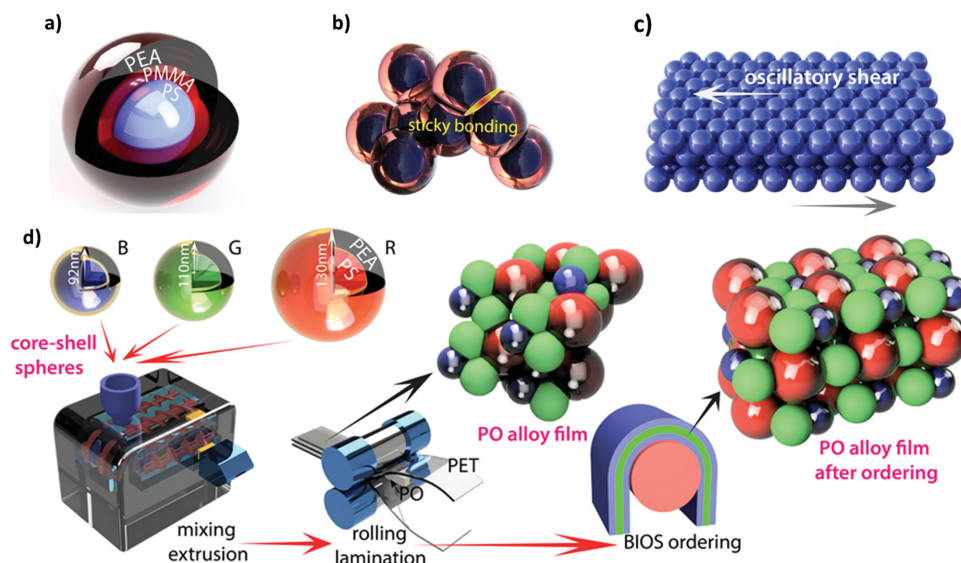 a)
PEA
PMMA
PS
b)
sticky bonding
c)
oscillatory shear
d)
B
92nm
G
110nm
R
130nm
PEA
PS
core-shell
spheres
mixing
extrusion
PET
PO
rolling
lamination
PO alloy film
BIOS ordering
PO alloy film
after ordering